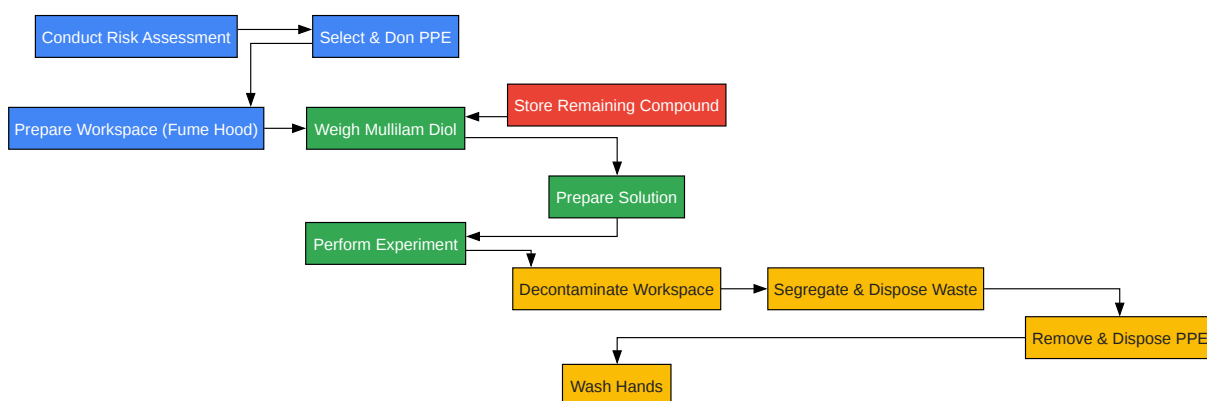 Conduct Risk Assessment
Select & Don PPE
Store Remaining Compound
Prepare Workspace (Fume Hood)
Weigh Mullilam Diol
Prepare Solution
Perform Experiment
Decontaminate Workspace
Segregate & Dispose Waste
Remove & Dispose PPE
Wash Hands